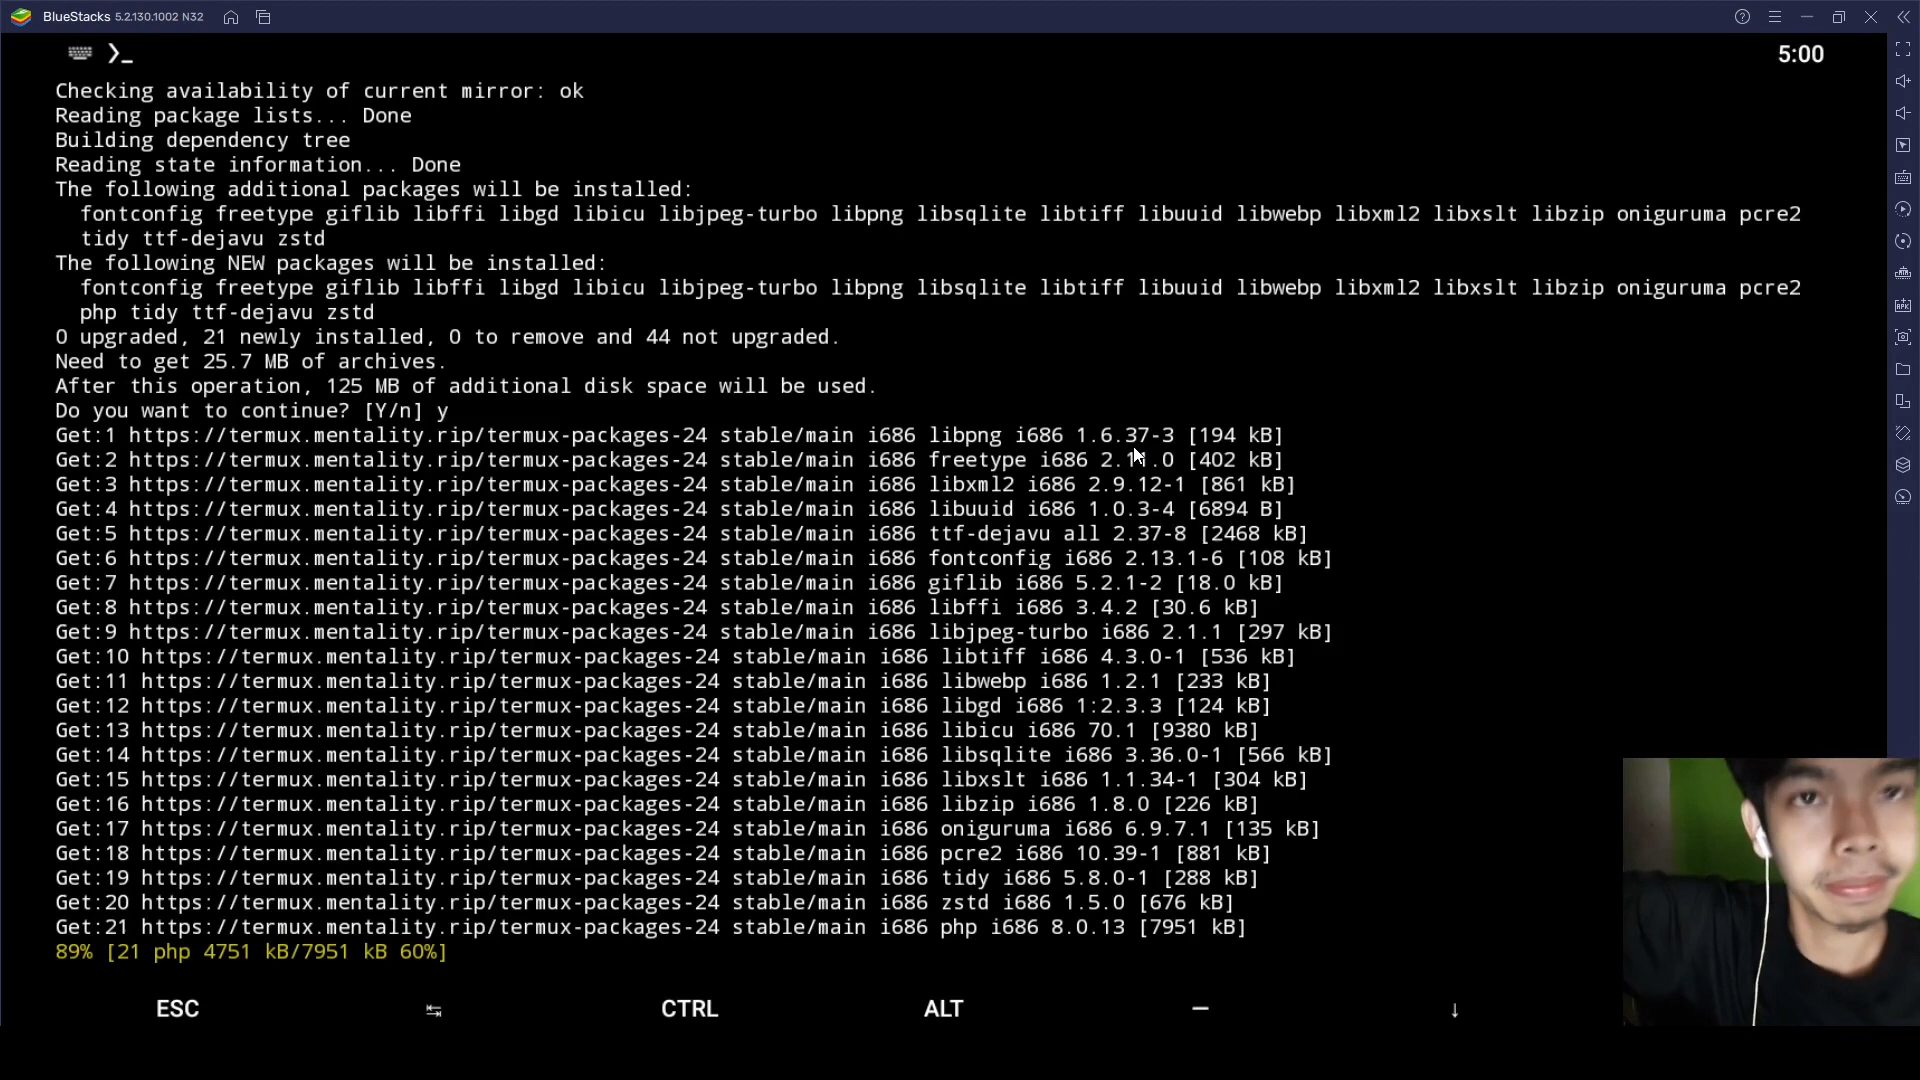 BlueStacks 5.2.130.1002 N32
5:00
Checking availability of current mirror: ok
Reading package lists... Done
Building dependency tree
Reading state information... Done
The following additional packages will be installed:
fontconfig freetype giflib libffi libgd libicu libjpeg-turbo libpng libsqlite libtiff libuuid libwebp libxml2 libxslt libzip oniguruma pcre2
tidy ttf-dejavu zstd
The following NEW packages will be installed:
fontconfig freetype giflib libffi libgd libicu libjpeg-turbo libpng libsqlite libtiff libuuid libwebp libxml2 libxslt libzip oniguruma pcre2
php tidy ttf-dejavu zstd
0 upgraded, 21 newly installed, 0 to remove and 44 not upgraded.
Need to get 25.7 MB of archives.
After this operation, 125 MB of additional disk space will be used.
Do you want to continue? [Y/n] y
Get:1 https://termux.mentality.rip/termux-packages-24 stable/main i686 libpng i686 1.6.37-3 [194 kB]
Get:2 https://termux.mentality.rip/termux-packages-24 stable/main i686 freetype i686 2.11.0 [402 kB]
Get:3 https://termux.mentality.rip/termux-packages-24 stable/main i686 libxml2 i686 2.9.12-1 [861 kB]
Get:4 https://termux.mentality.rip/termux-packages-24 stable/main i686 libuuid i686 1.0.3-4 [6894 B]
Get:5 https://termux.mentality.rip/termux-packages-24 stable/main i686 ttf-dejavu all 2.37-8 [2468 kB]
Get:6 https://termux.mentality.rip/termux-packages-24 stable/main i686 fontconfig i686 2.13.1-6 [108 kB]
Get:7 https://termux.mentality.rip/termux-packages-24 stable/main i686 giflib i686 5.2.1-2 [18.0 kB]
Get:8 https://termux.mentality.rip/termux-packages-24 stable/main i686 libffi i686 3.4.2 [30.6 kB]
Get:9 https://termux.mentality.rip/termux-packages-24 stable/main i686 libjpeg-turbo i686 2.1.1 [297 kB]
Get:10 https://termux.mentality.rip/termux-packages-24 stable/main i686 libtiff i686 4.3.0-1 [536 kB]
Get:11 https://termux.mentality.rip/termux-packages-24 stable/main i686 libwebp i686 1.2.1 [233 kB]
Get:12 https://termux.mentality.rip/termux-packages-24 stable/main i686 libgd i686 1:2.3.3 [124 kB]
Get:13 https://termux.mentality.rip/termux-packages-24 stable/main i686 libicu i686 70.1 [9380 kB]
Get:14 https://termux.mentality.rip/termux-packages-24 stable/main i686 libsqlite i686 3.36.0-1 [566 kB]
Get:15 https://termux.mentality.rip/termux-packages-24 stable/main i686 libxslt i686 1.1.34-1 [304 kB]
Get:16 https://termux.mentality.rip/termux-packages-24 stable/main i686 libzip i686 1.8.0 [226 kB]
Get:17 https://termux.mentality.rip/termux-packages-24 stable/main i686 oniguruma i686 6.9.7.1 [135 kB]
Get:18 https://termux.mentality.rip/termux-packages-24 stable/main i686 pcre2 i686 10.39-1 [881 kB]
Get:19 https://termux.mentality.rip/termux-packages-24 stable/main i686 tidy i686 5.8.0-1 [288 kB]
Get:20 https://termux.mentality.rip/termux-packages-24 stable/main i686 zstd i686 1.5.0 [676 kB]
Get:21 https://termux.mentality.rip/termux-packages-24 stable/main i686 php i686 8.0.13 [7951 kB]
89% [21 php 4751 kB/7951 kB 60%]
ESC CTRL ALT —